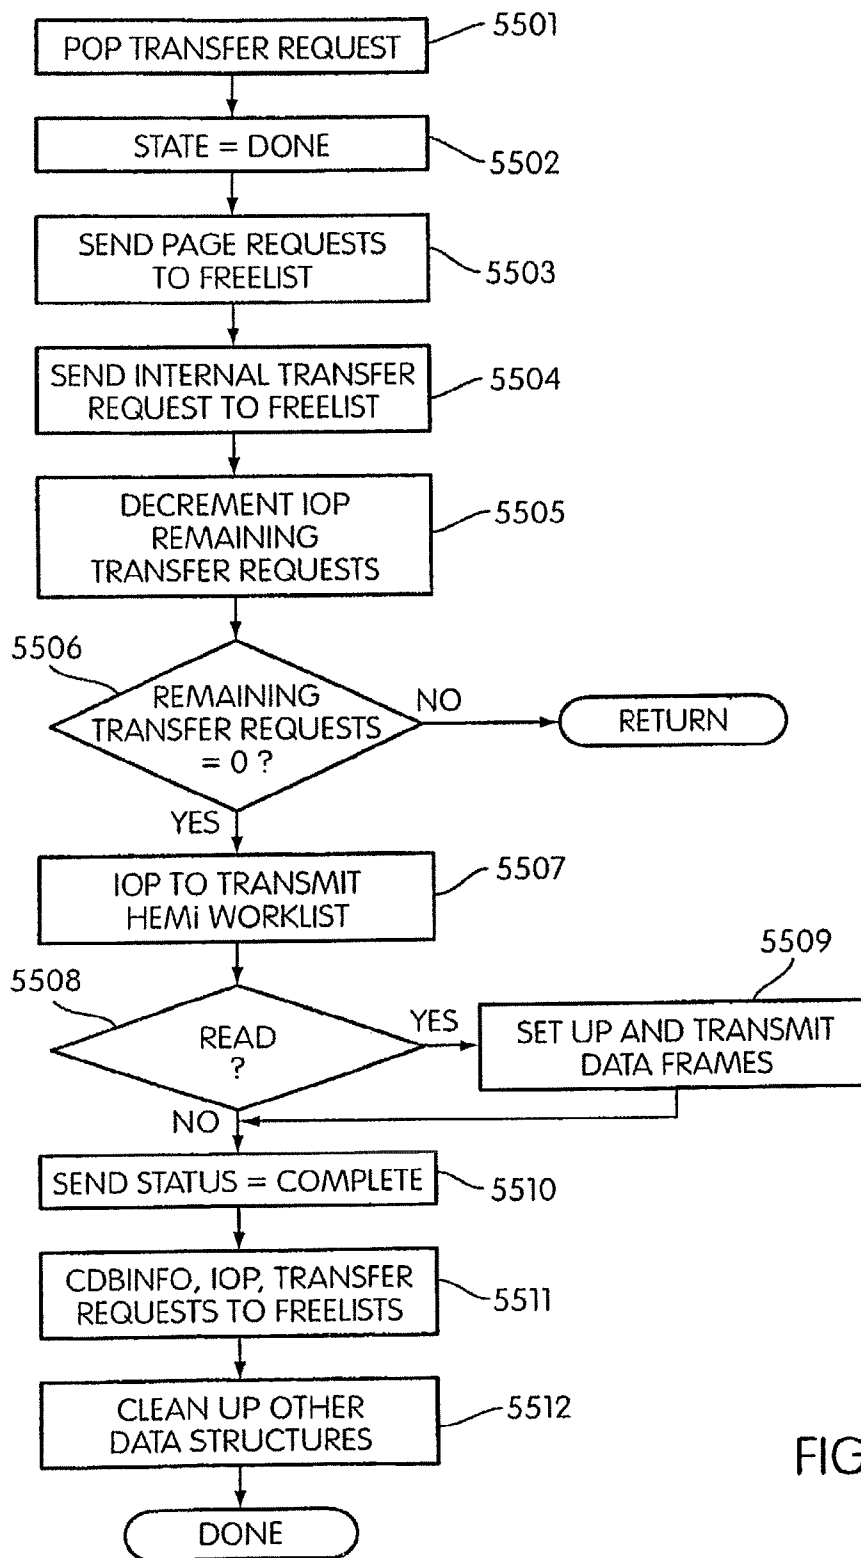 POP TRANSFER REQUEST
5501
STATE = DONE
5502
SEND PAGE REQUESTS
TO FREELIST
5503
SEND INTERNAL TRANSFER
REQUEST TO FREELIST
5504
DECREMENT IOP
REMAINING
TRANSFER REQUESTS
5505
5506
REMAINING
TRANSFER REQUESTS
= 0 ?
NO
RETURN
YES
IOP TO TRANSMIT
HEMi WORKLIST
5507
5508
READ
?
YES
5509
SET UP AND TRANSMIT
DATA FRAMES
NO
SEND STATUS = COMPLETE
5510
CDBINFO, IOP, TRANSFER
REQUESTS TO FREELISTS
5511
CLEAN UP OTHER
DATA STRUCTURES
5512
DONE
FIG